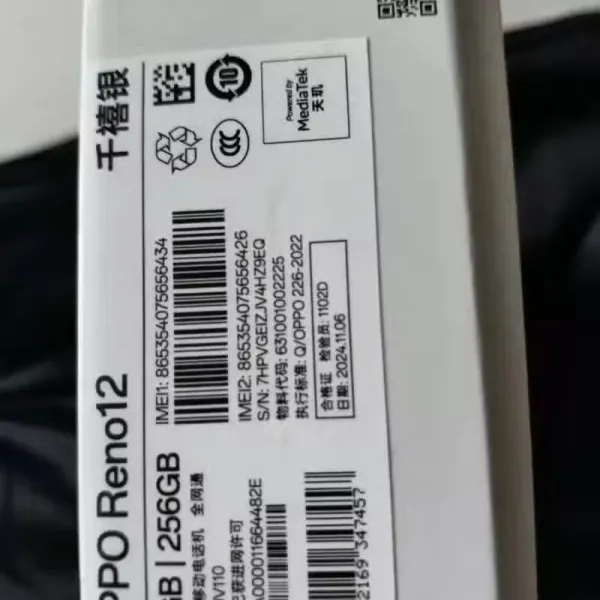 PPO Reno12
千禧银
GB | 256GB
移动电话机 全网通
V110
已获进网许可
A000011664482E
IMEI1: 865354075656434
IMEI2: 865354075656426
S/N: 7HPVGEIZJV4HZ9EQ
物料代码: 631001002225
执行标准: Q/OPPO 226-2022
合格证 检验员: 1102D
日期: 2024.11.06
2169 347457
10
CCC
Powered by
MediaTek
天玑